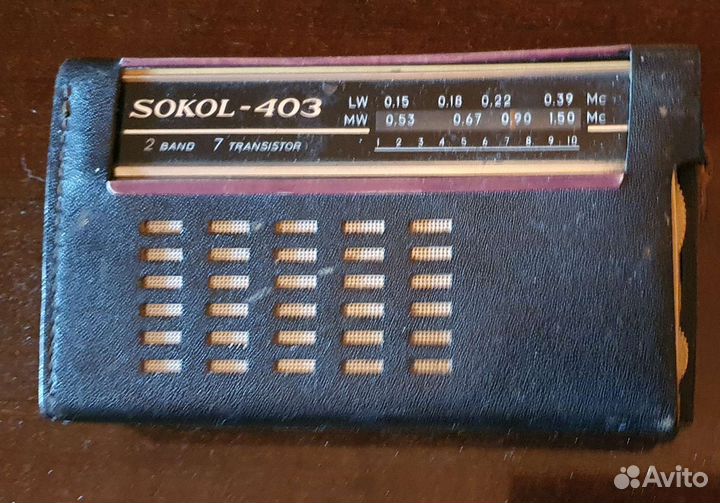 SOKOL-403
2 BAND 7 TRANSISTOR
LW 0.15 0.18 0.22 0.39 Mc
MW 0.53 0.67 0.90 1.50 Mc
1 2 3 4 5 6 7 8 9 10
Avito